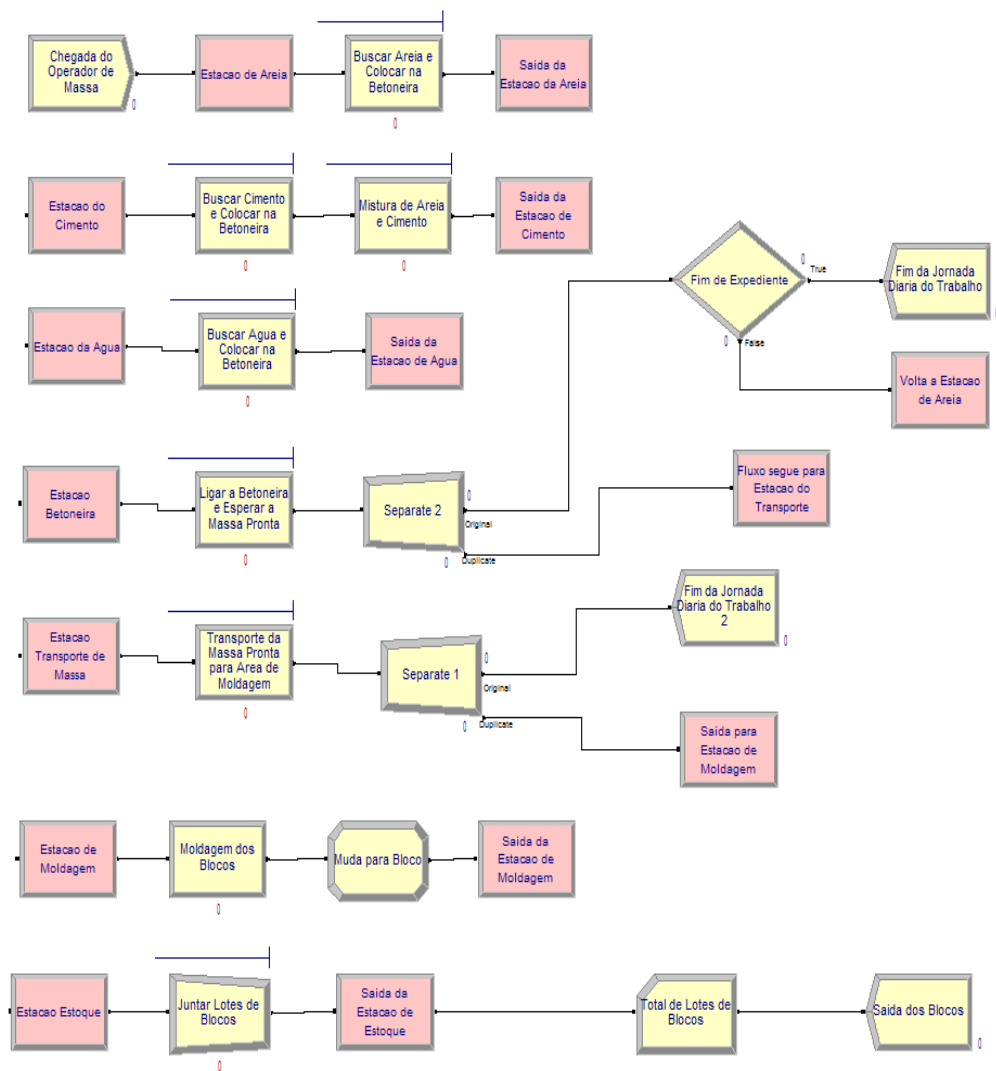 Chegada do
Operador de
Massa
0
Estacao de Areia
Buscar Areia e
Colocar na
Betoneira
0
Saida da
Estacao da Areia
Estacao do
Cimento
Buscar Cimento
e Colocar na
Betoneira
0
Mistura de Areia
e Cimento
0
Saida da
Estacao de
Cimento
Fim de Expediente
0
True
0
False
Fim da Jornada
Diaria do Trabalho
0
Volta a Estacao
de Areia
Estacao da Agua
Buscar Agua e
Colocar na
Betoneira
0
Saida da
Estacao de Agua
Estacao
Betoneira
Ligar a Betoneira
e Esperar a
Massa Pronta
0
Separate 2
0
Original
0
Duplicate
Fluxo segue para
Estacao do
Transporte
Estacao
Transporte de
Massa
Transporte da
Massa Pronta
para Area de
Moldagem
0
Separate 1
0
Original
0
Duplicate
Fim da Jornada
Diaria do Trabalho
2
0
Saida para
Estacao de
Moldagem
Estacao de
Moldagem
Moldagem dos
Blocos
0
Muda para Bloco
Saida da
Estacao de
Moldagem
Estacao Estoque
Juntar Lotes de
Blocos
0
Saida da
Estacao de
Estoque
Total de Lotes de
Blocos
Saida dos Blocos
0